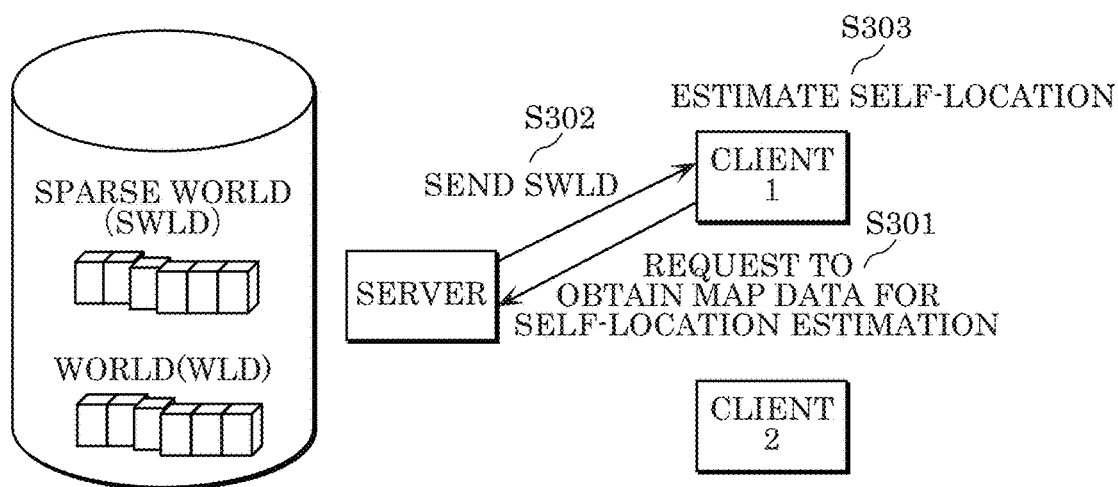 S303
ESTIMATE SELF-LOCATION
S302
SEND SWLD
CLIENT
1
SPARSE WORLD
(SWLD)
S301
REQUEST TO
OBTAIN MAP DATA FOR
SELF-LOCATION ESTIMATION
SERVER
WORLD(WLD)
CLIENT
2